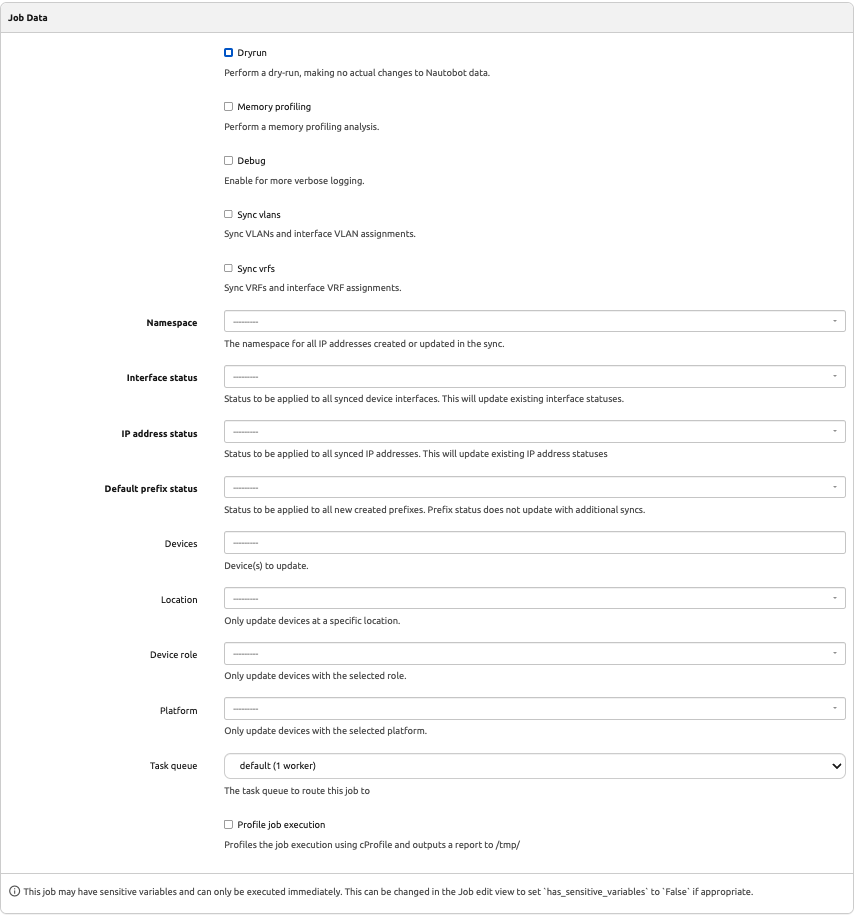 Job Data
Dryrun
Perform a dry-run, making no actual changes to Nautobot data.
Memory profiling
Perform a memory profiling analysis.
Debug
Enable for more verbose logging.
Sync vlans
Sync VLANs and interface VLAN assignments.
Sync vrfs
Sync VRFs and interface VRF assignments.
Namespace ---------
The namespace for all IP addresses created or updated in the sync.
Interface status ---------
Status to be applied to all synced device interfaces. This will update existing interface statuses.
IP address status ---------
Status to be applied to all synced IP addresses. This will update existing IP address statuses
Default prefix status ---------
Status to be applied to all new created prefixes. Prefix status does not update with additional syncs.
Devices ---------
Device(s) to update.
Location ---------
Only update devices at a specific location.
Device role ---------
Only update devices with the selected role.
Platform ---------
Only update devices with the selected platform.
Task queue default (1 worker)
The task queue to route this job to
Profile job execution
Profiles the job execution using cProfile and outputs a report to /tmp/
This job may have sensitive variables and can only be executed immediately. This can be changed in the Job edit view to set `has_sensitive_variables` to `False` if appropriate.